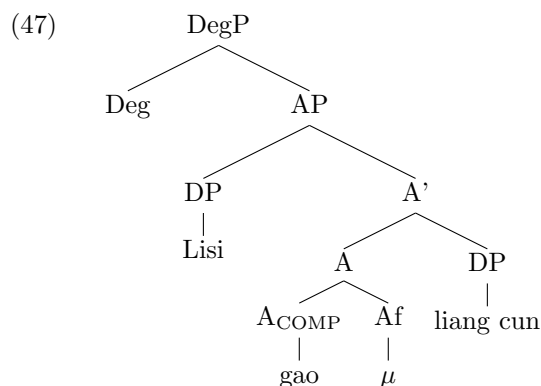 (47) DegP
Deg AP
DP A'
Lisi A DP
A_COMP Af liang cun
gao μ